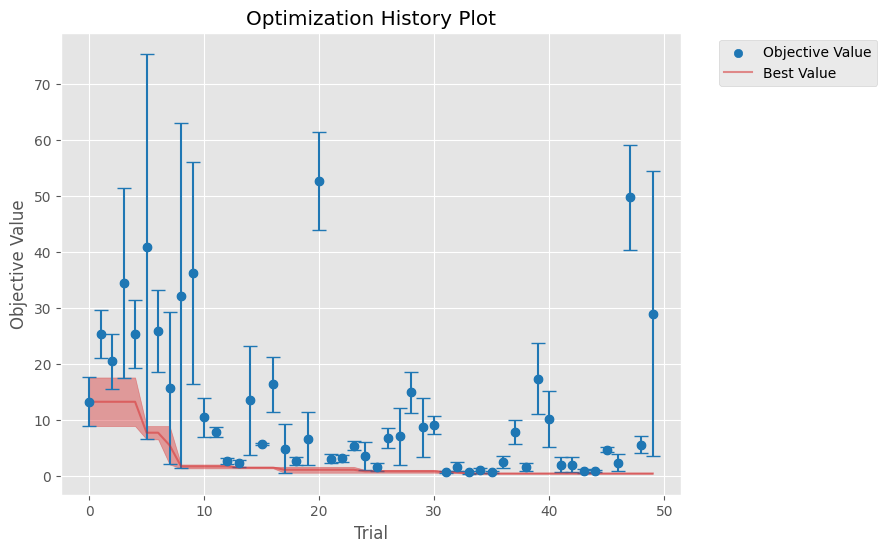 Optimization History Plot
Objective Value
Best Value
Objective Value
70
60
50
40
30
20
10
0
0 10 20 30 40 50
Trial